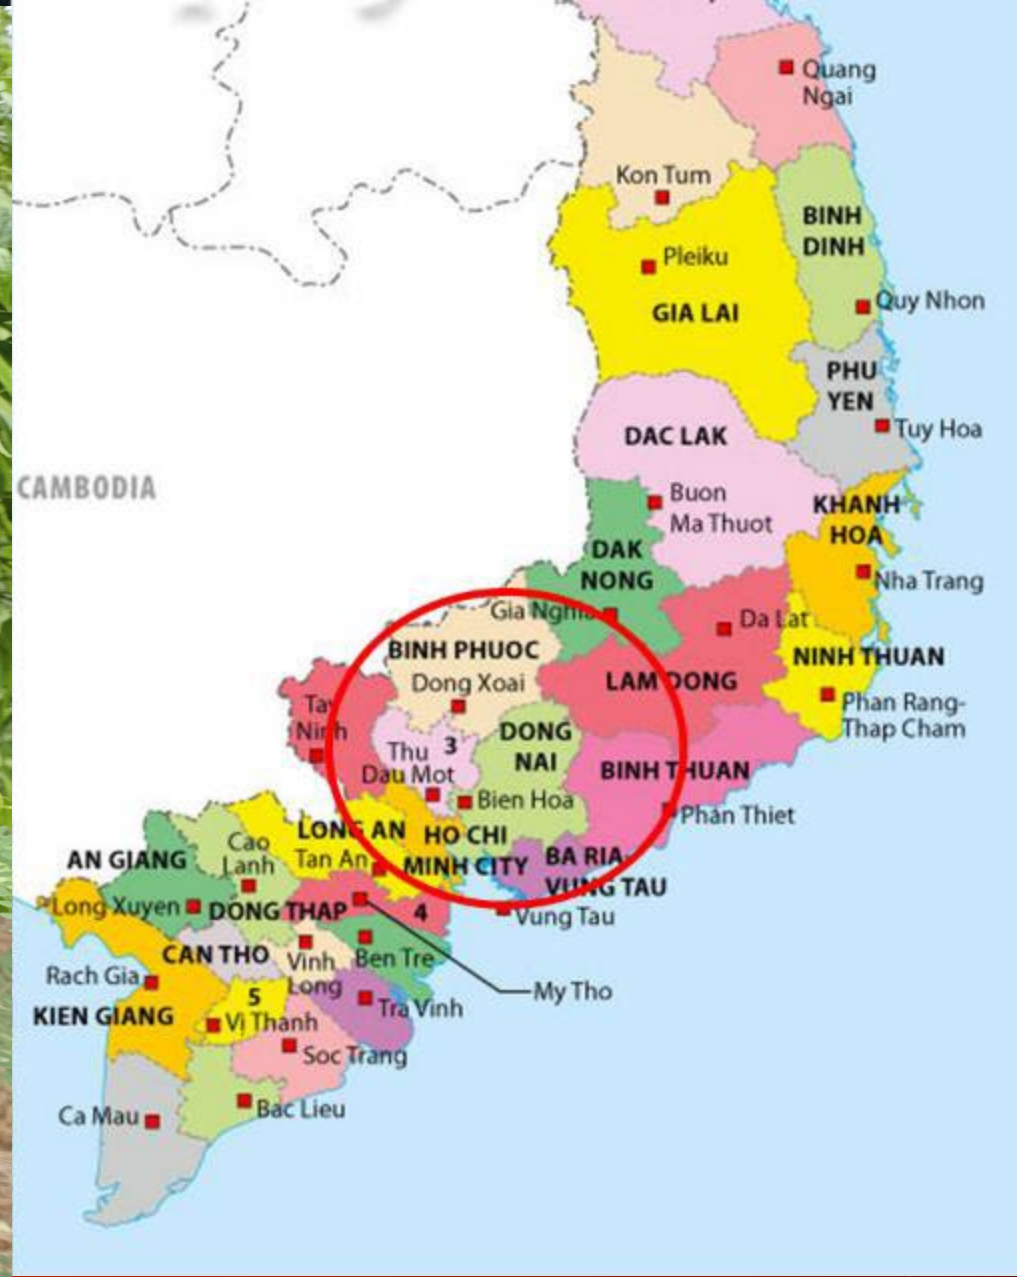 Quang
Ngai
Kon Tum
BINH
DINH
Pleiku
Quy Nhon
GIA LAI
PHU
YEN
Tuy Hoa
DAC LAK
CAMBODIA
Buon
Ma Thuot
KHANH
HOA
DAK
NONG
Nha Trang
Gia Nghia
Da Lat
BINH PHUOC
NINH THUAN
Dong Xoai
LAM DONG
Phan Rang-
Thap Cham
Tay
Ninh
DONG
NAI
Thu
Dau Mot
3
BINH THUAN
Bien Hoa
Phan Thiet
LONG AN
HO CHI
MINH CITY
Cao
Lanh
Tan An
AN GIANG
BA RIA-
VUNG TAU
Long Xuyen
DONG THAP
4
Vung Tau
CAN THO
Vinh
Long
Ben Tre
Rach Gia
My Tho
5
KIEN GIANG
Vi Thanh
Tra Vinh
Soc Trang
Ca Mau
Bac Lieu